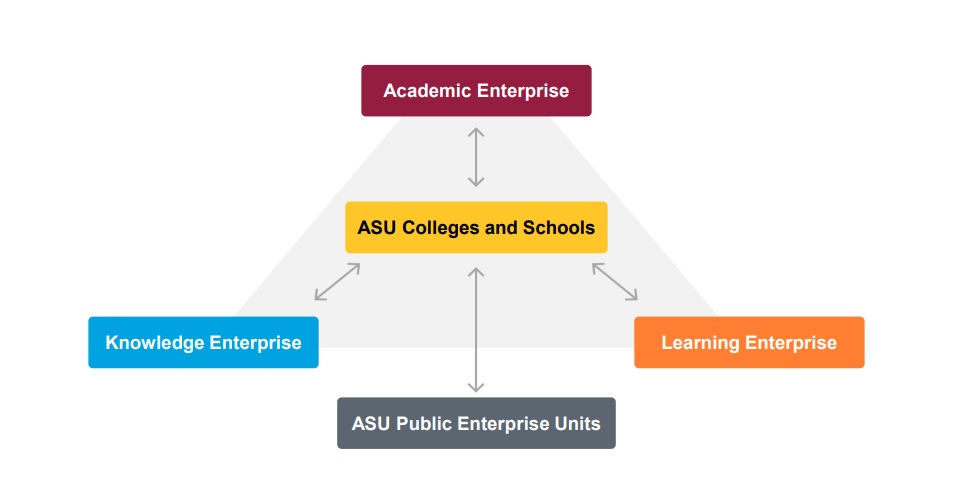 Academic Enterprise
ASU Colleges and Schools
Knowledge Enterprise
Learning Enterprise
ASU Public Enterprise Units